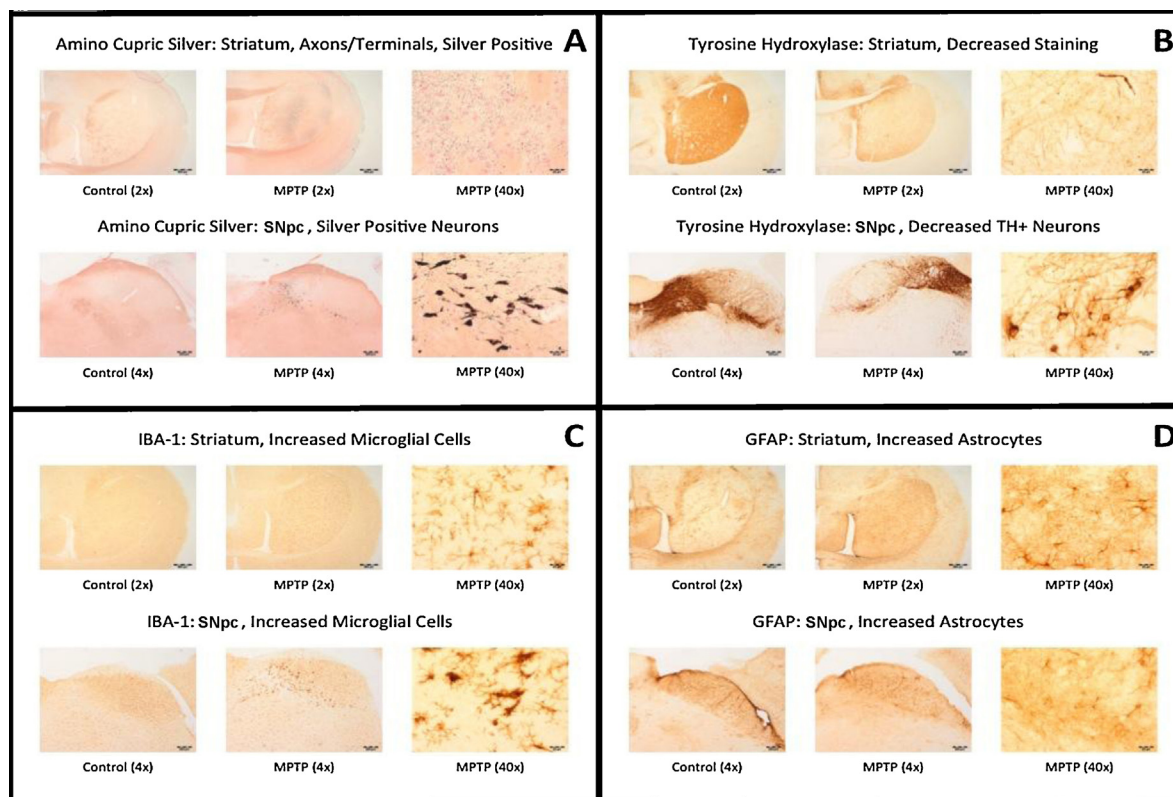 Amino Cupric Silver: Striatum, Axons/Terminals, Silver Positive
A
Control (2x)
MPTP (2x)
MPTP (40x)
Amino Cupric Silver: SNpc, Silver Positive Neurons
Control (4x)
MPTP (4x)
MPTP (40x)
Tyrosine Hydroxylase: Striatum, Decreased Staining
B
Control (2x)
MPTP (2x)
MPTP (40x)
Tyrosine Hydroxylase: SNpc, Decreased TH+ Neurons
Control (4x)
MPTP (4x)
MPTP (40x)
IBA-1: Striatum, Increased Microglial Cells
C
Control (2x)
MPTP (2x)
MPTP (40x)
IBA-1: SNpc, Increased Microglial Cells
Control (4x)
MPTP (4x)
MPTP (40x)
GFAP: Striatum, Increased Astrocytes
D
Control (2x)
MPTP (2x)
MPTP (40x)
GFAP: SNpc, Increased Astrocytes
Control (4x)
MPTP (4x)
MPTP (40x)